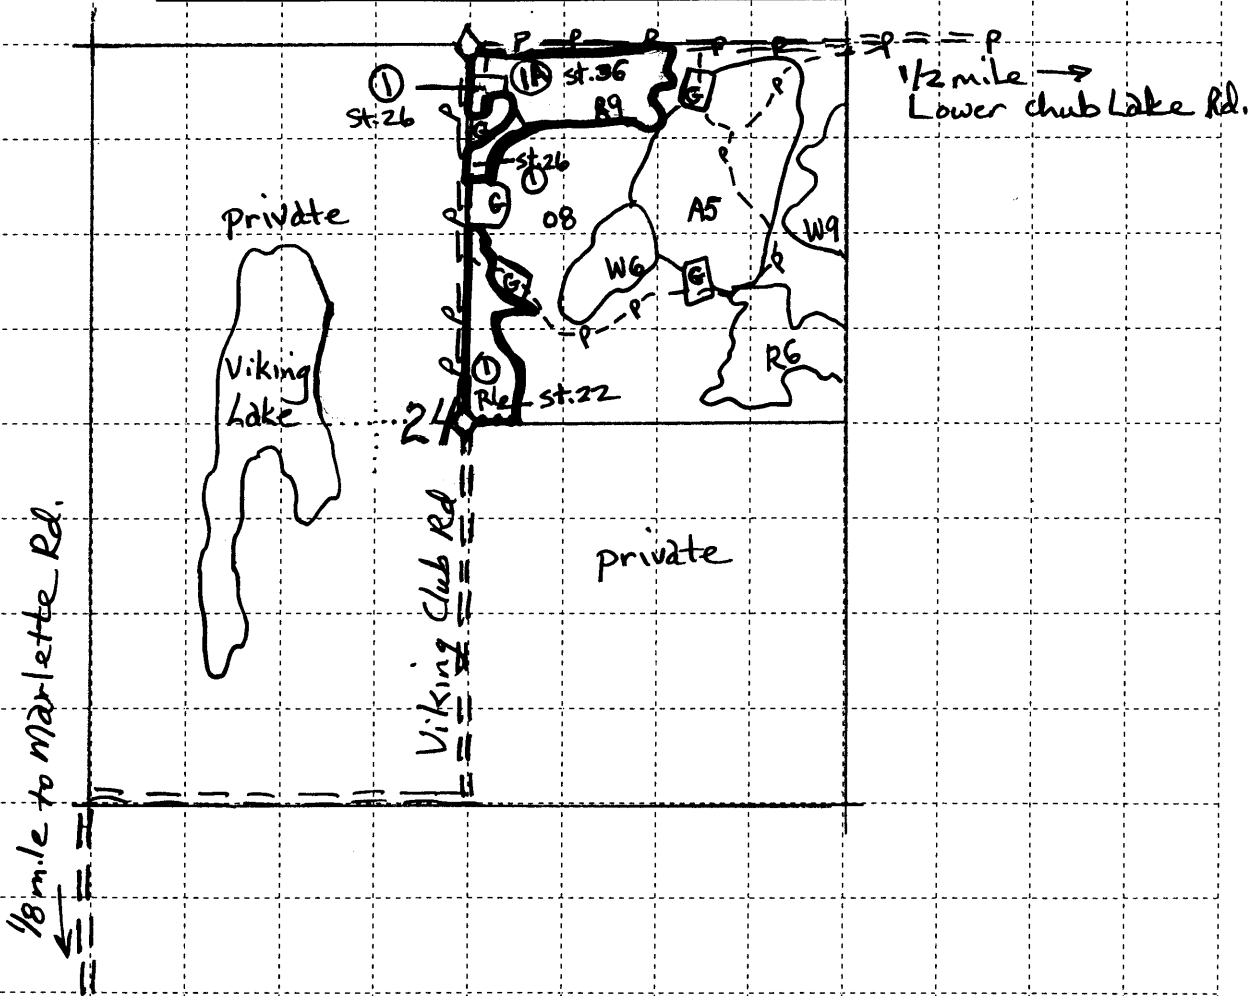 P P P P P P P
1/2 mile
Lower chub Lake Rd.
1
st.26
1A st.36
R9
G
P
G
P
P
st.26
1
private
P
G
08
A5
W9
W6
G
P
G
P
P
P
Viking
Lake
P
1
R6
st.22
R6
24
private
Viking Club Rd
1/8 mile to Marlette Rd.